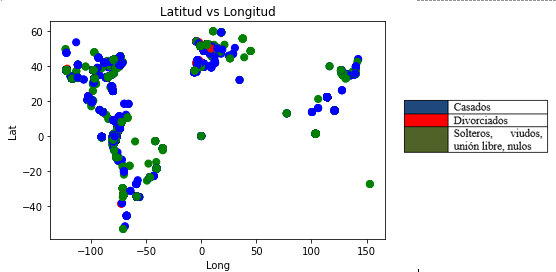 Latitud vs Longitud
60
40
20
0
−20
−40
Lat
−100
−50
0
50
100
150
Long
Casados
Divorciados
Solteros, viudos,
unión libre, nulos